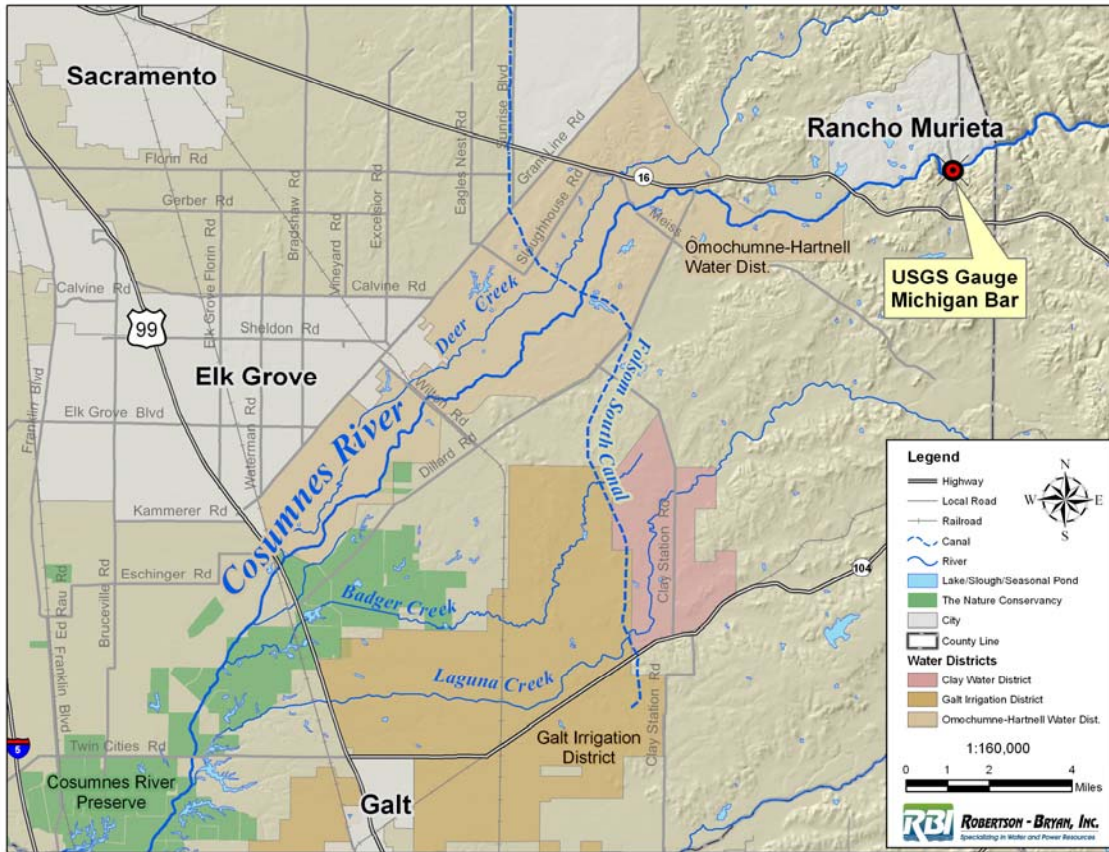 Sacramento
Florin Rd
Gerber Rd
Elk Grove Florin Rd
Bradshaw Rd
Vineyard Rd
Excelsior Rd
Eagles Nest Rd
Sunrise Blvd
Grant Line Rd
Sloughhouse Rd
16
Meiss
Rancho Murieta
Omochumne-Hartnell
Water Dist.
USGS Gauge
Michigan Bar
Calvine Rd
Calvine Rd
99
Sheldon Rd
Deer Creek
Elk Grove
Franklin Blvd
Elk Grove Blvd
Waterman Rd
Wilton Rd
Dillard Rd
Folsom South Canal
Cosumnes River
Kammerer Rd
Eschinger Rd
Ed Rau Rd
Bruceville Rd
Franklin Blvd
Badger Creek
Clay Station Rd
104
Laguna Creek
Clay Station Rd
Galt Irrigation
District
5
Twin Cities Rd
Cosumnes River
Preserve
Galt
Legend
Highway
Local Road
Railroad
Canal
River
Lake/Slough/Seasonal Pond
The Nature Conservancy
City
County Line
Water Districts
Clay Water District
Galt Irrigation District
Omochumne-Hartnell Water Dist.
N
W E
S
1:160,000
0 1 2 4
Miles
RBI ROBERTSON - BRYAN, INC.
Specializing in Water and Power Resources